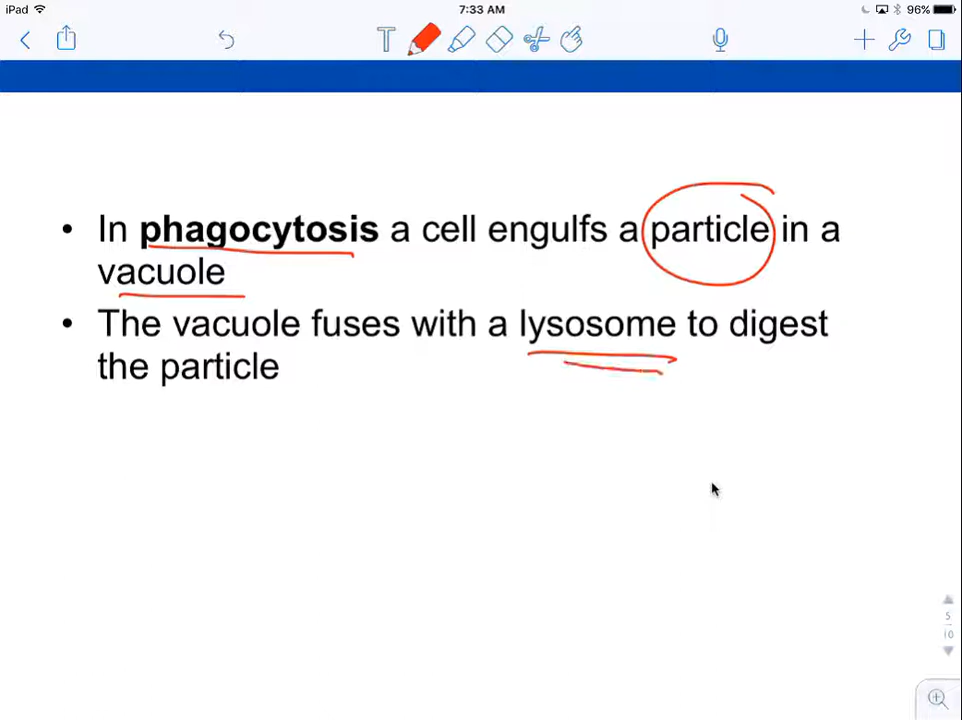 iPad 7:33 AM 96%
T
• In phagocytosis a cell engulfs a particle in a
vacuole
• The vacuole fuses with a lysosome to digest
the particle
5
10